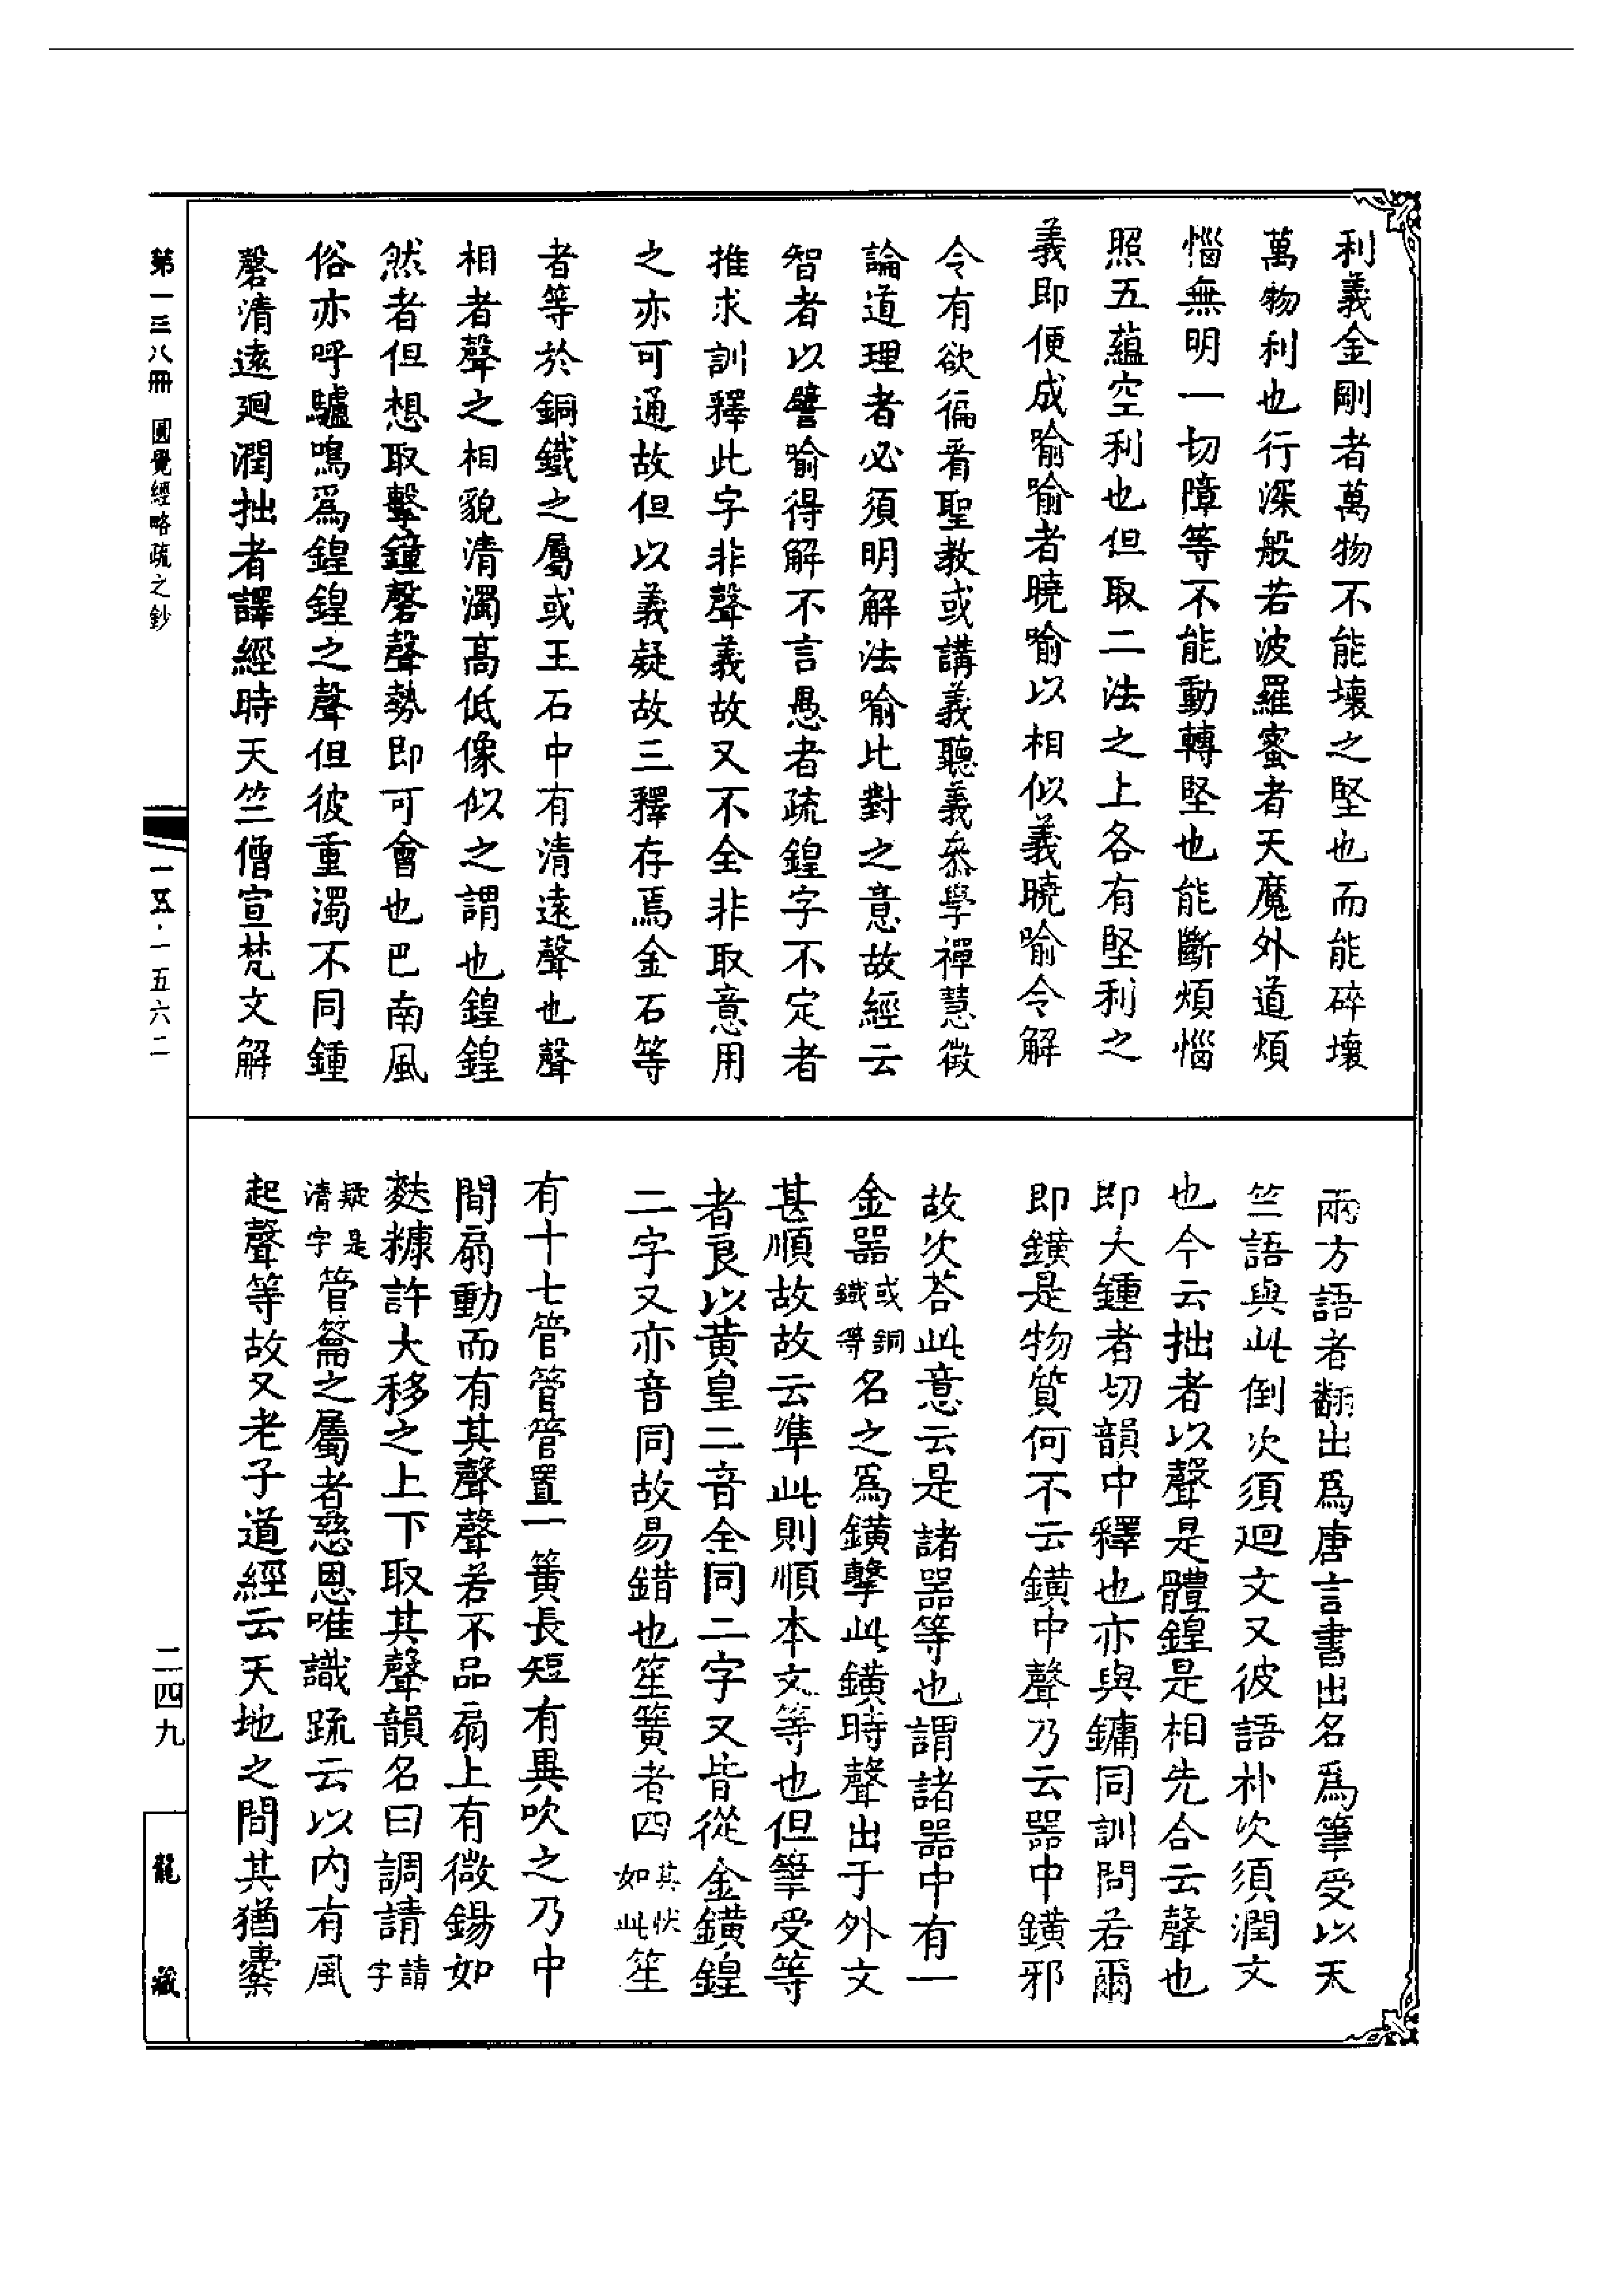 利義金剛者萬物不能壞之堅也而能碎壞
萬物利也行深般若波羅蜜者天魔外道煩
惱無明一切障等不能動轉堅也能斷煩惱
照五蘊空利也但取二法之上各有堅利之
義即便成喻喻者曉喻以相似義曉喻令解
令有欲徧看聖教或講義聽義叅學禪慧徵
論道理者必須明解法喻比對之意故經云
智者以譬喻得解不言愚者疏鍠字不定者
推求訓釋此字非聲義故又不全非取意用
之亦可通故但以義疑故三釋存焉金石等
者等於銅鐵之屬或王石中有清遠聲也聲
相者聲之相貌清濁高低像似之謂也鍠鍠
然者但想取擊鐘磬聲勢即可會也巴南風
俗亦呼驢鳴爲鍠鍠之聲但彼重濁不同鍾
磬清遠廻潤拙者譯經時天竺僧宣梵文解
兩方語者翻出爲唐言書出名爲筆受以天
竺語與此倒次須迴文又彼語朴次須潤文
也今云拙者以聲是體鍠是相先合云聲也
即大鍾者切韻中釋也亦與鏞同訓問若爾
即鐄是物質何不云鐄中聲乃云器中鐄邪
故次荅此意云是諸器等也謂諸器中有一
金器或銅鐵等名之爲鐄擊此鐄時聲出于外文
甚順故故云準此則順本文等也但筆受等
者良以黄皇二音全同二字又皆從金鐄鍠
二字又亦音同故易錯也笙簧者四其狀如此笙
有十七管管管置一簧長短有異吹之乃中
間扇動而有其聲聲若不品扇上有微錫如
麩糠許大移之上下取其聲韻名曰調請請字
疑是清字管籥之屬者慈恩唯識疏云以内有風
起聲等故又老子道經云天地之間其猶橐
第一三八冊 圓覺經略疏之鈔
一五·一五六二
二四九
龍藏